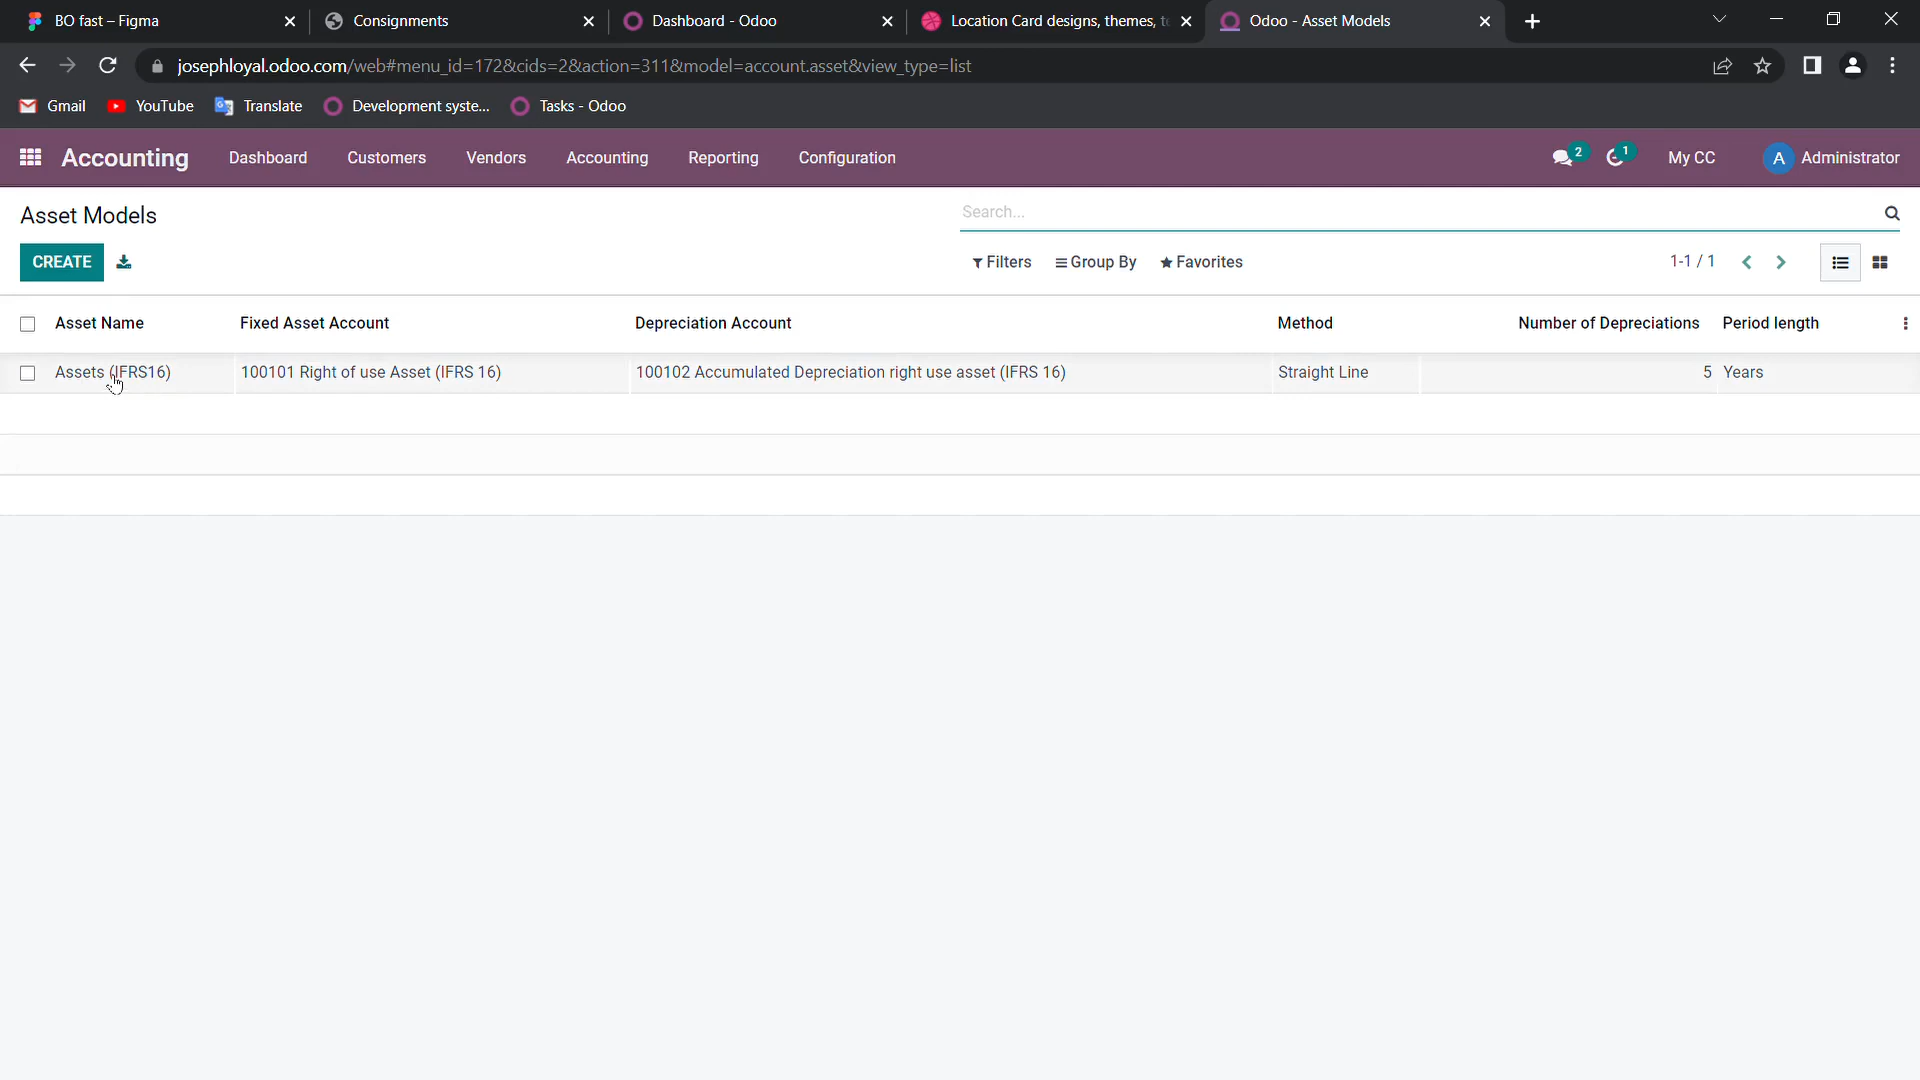 BO fast – Figma
Consignments
Dashboard - Odoo
Location Card designs, themes,
Odoo - Asset Models
josephloyal.odoo.com/web#menu_id=172&cids=2&action=311&model=account.asset&view_type=list
Gmail
YouTube
Translate
Development syste...
Tasks - Odoo
Accounting
Dashboard
Customers
Vendors
Accounting
Reporting
Configuration
2
1
My CC
A
Administrator
Asset Models
Search...
CREATE
Filters
Group By
Favorites
1-1 / 1
Asset Name Fixed Asset Account Depreciation Account Method Number of Depreciations Period length
Assets (IFRS16) 100101 Right of use Asset (IFRS 16) 100102 Accumulated Depreciation right use asset (IFRS 16) Straight Line 5 Years